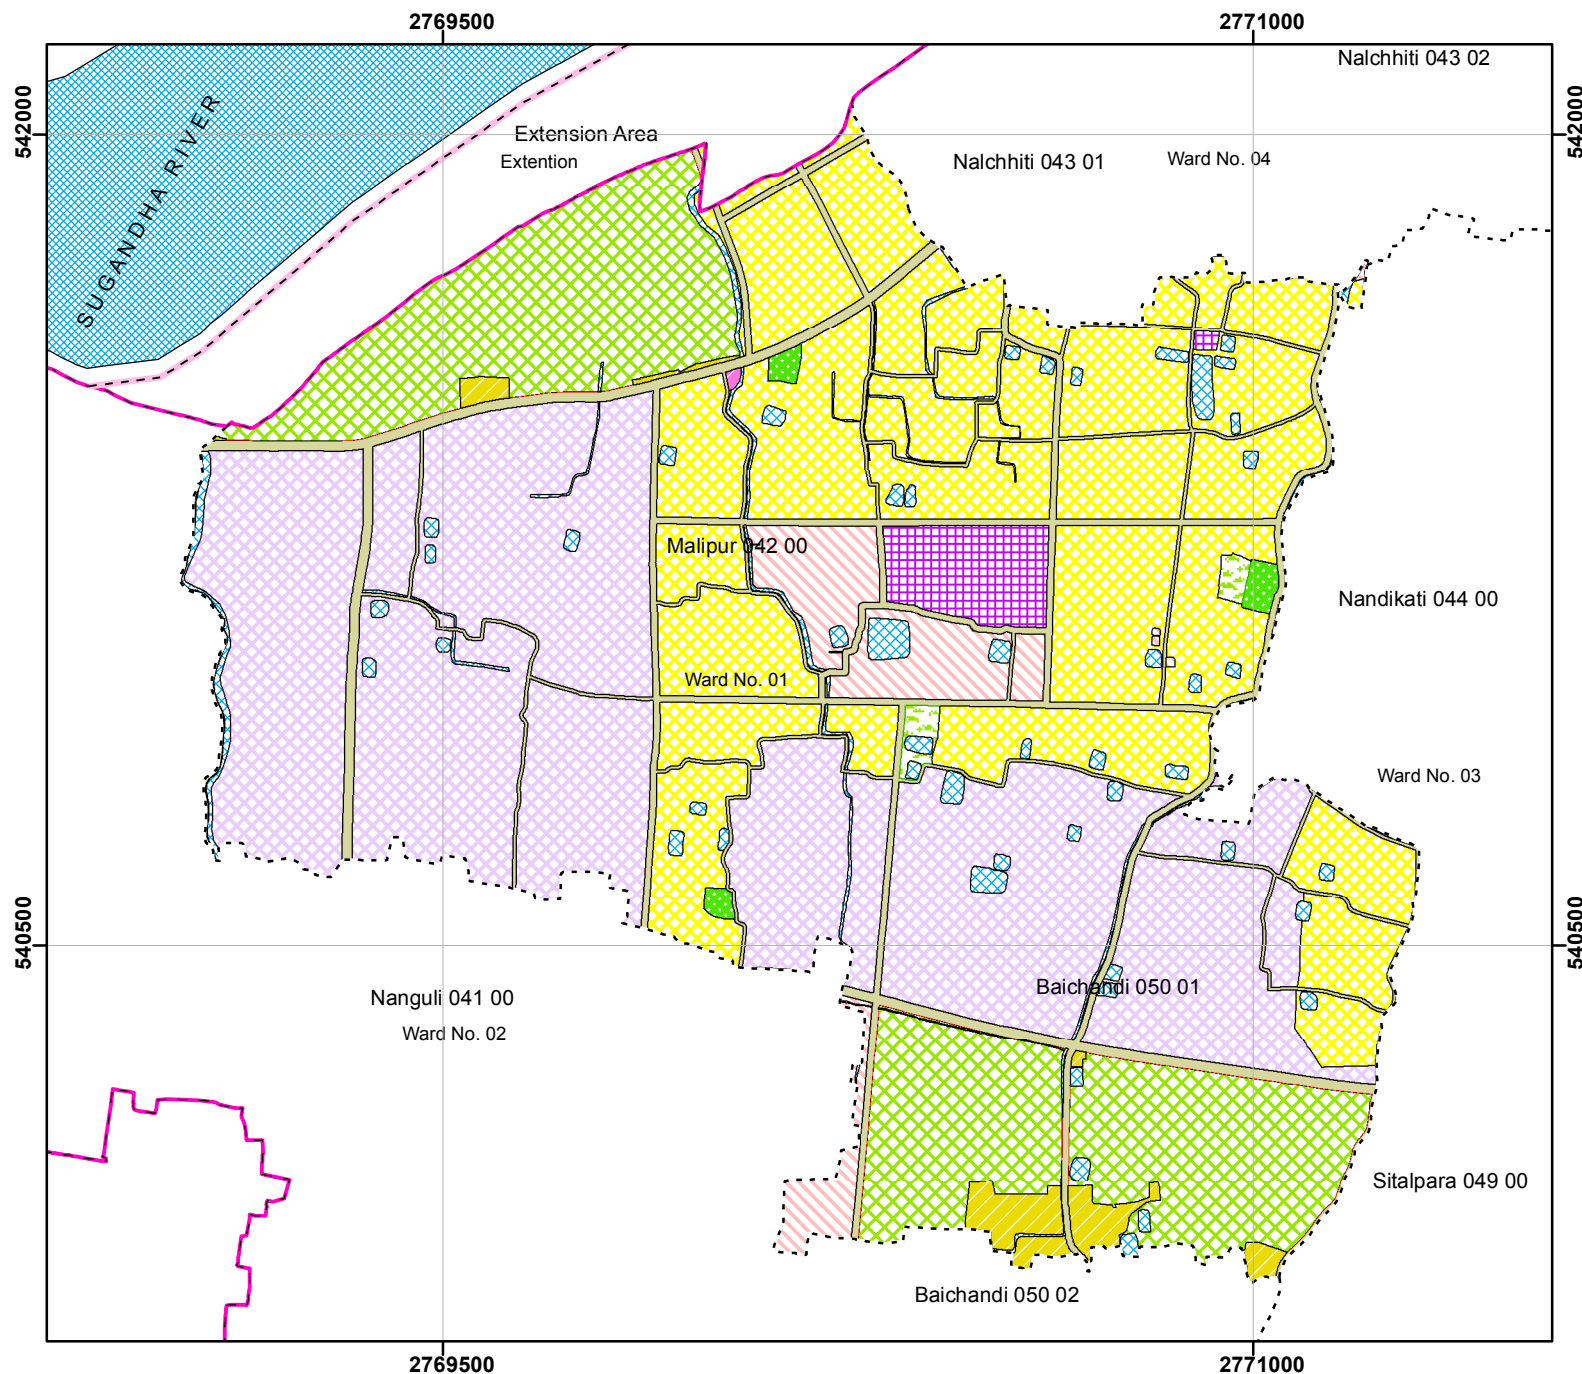 2769500
2771000
Nalchhiti 043 02
542000
542000
Extension Area
Extention
Nalchhiti 043 01
Ward No. 04
SUGANDHA RIVER
Malipur 042 00
Nandikati 044 00
Ward No. 01
Ward No. 03
540500
540500
Baichandi 050 01
Nanguli 041 00
Ward No. 02
Sitalpara 049 00
Baichandi 050 02
2769500
2771000